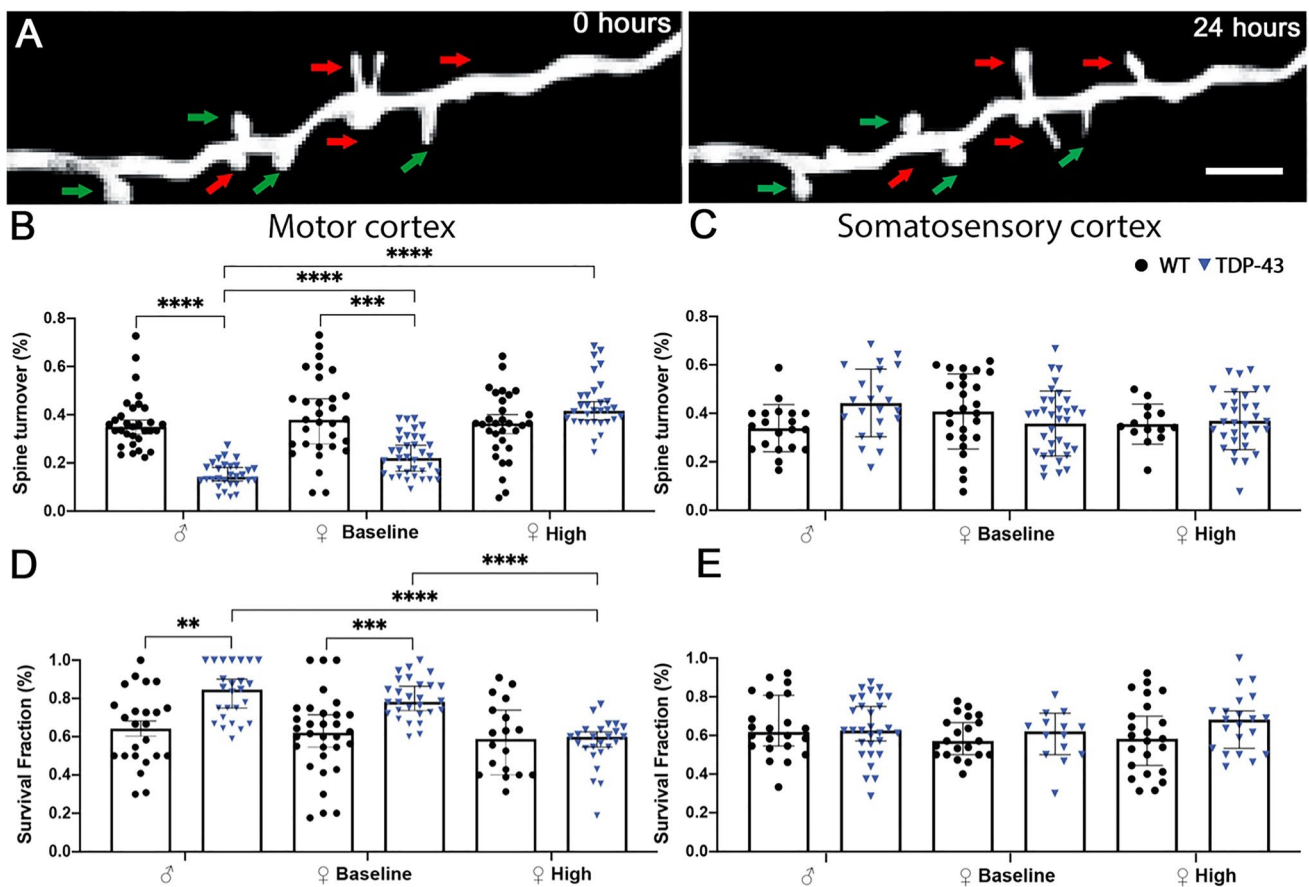 A
0 hours
24 hours
B
Motor cortex
C
Somatosensory cortex
WT TDP-43
****
****
**** ***
Spine turnover (%)
0.8
0.6
0.4
0.2
0.0
♂ ♀ Baseline ♀ High
Spine turnover (%)
0.8
0.6
0.4
0.2
0.0
♂ ♀ Baseline ♀ High
D
****
****
** ***
Survival Fraction (%)
1.0
0.8
0.6
0.4
0.2
0.0
♂ ♀ Baseline ♀ High
E
Survival Fraction (%)
1.0
0.8
0.6
0.4
0.2
0.0
♂ ♀ Baseline ♀ High